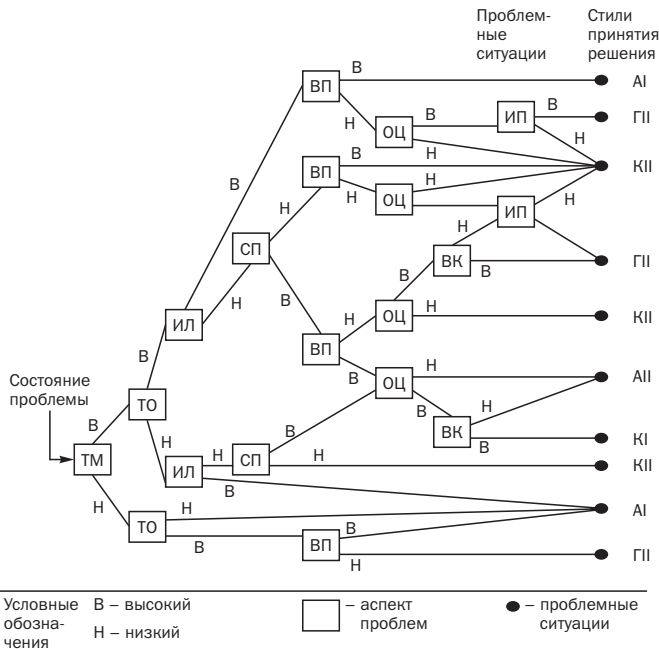 Проблем-
ные
ситуации
Стили
принятия
решения
В
ВП
АI
Н
ОЦ
В
ИП
В
ГII
Н
В
ВП
В
Н
КII
Н
Н
ОЦ
Н
ИП
Н
В
СП
Н
Н
ВК
В
ГII
В
В
ИЛ
Н
ОЦ
Н
КII
ВП
Н
В
Состояние
проблемы
В
ТО
ОЦ
Н
АII
В
ВК
Н
В
КI
ТМ
Н
ИЛ
Н
СП
В
Н
КII
В
Н
ТО
Н
АI
В
ВП
В
Н
ГII
Условные
обозна-
чения
В – высокий
Н – низкий
– аспект
проблем
– проблемные
ситуации